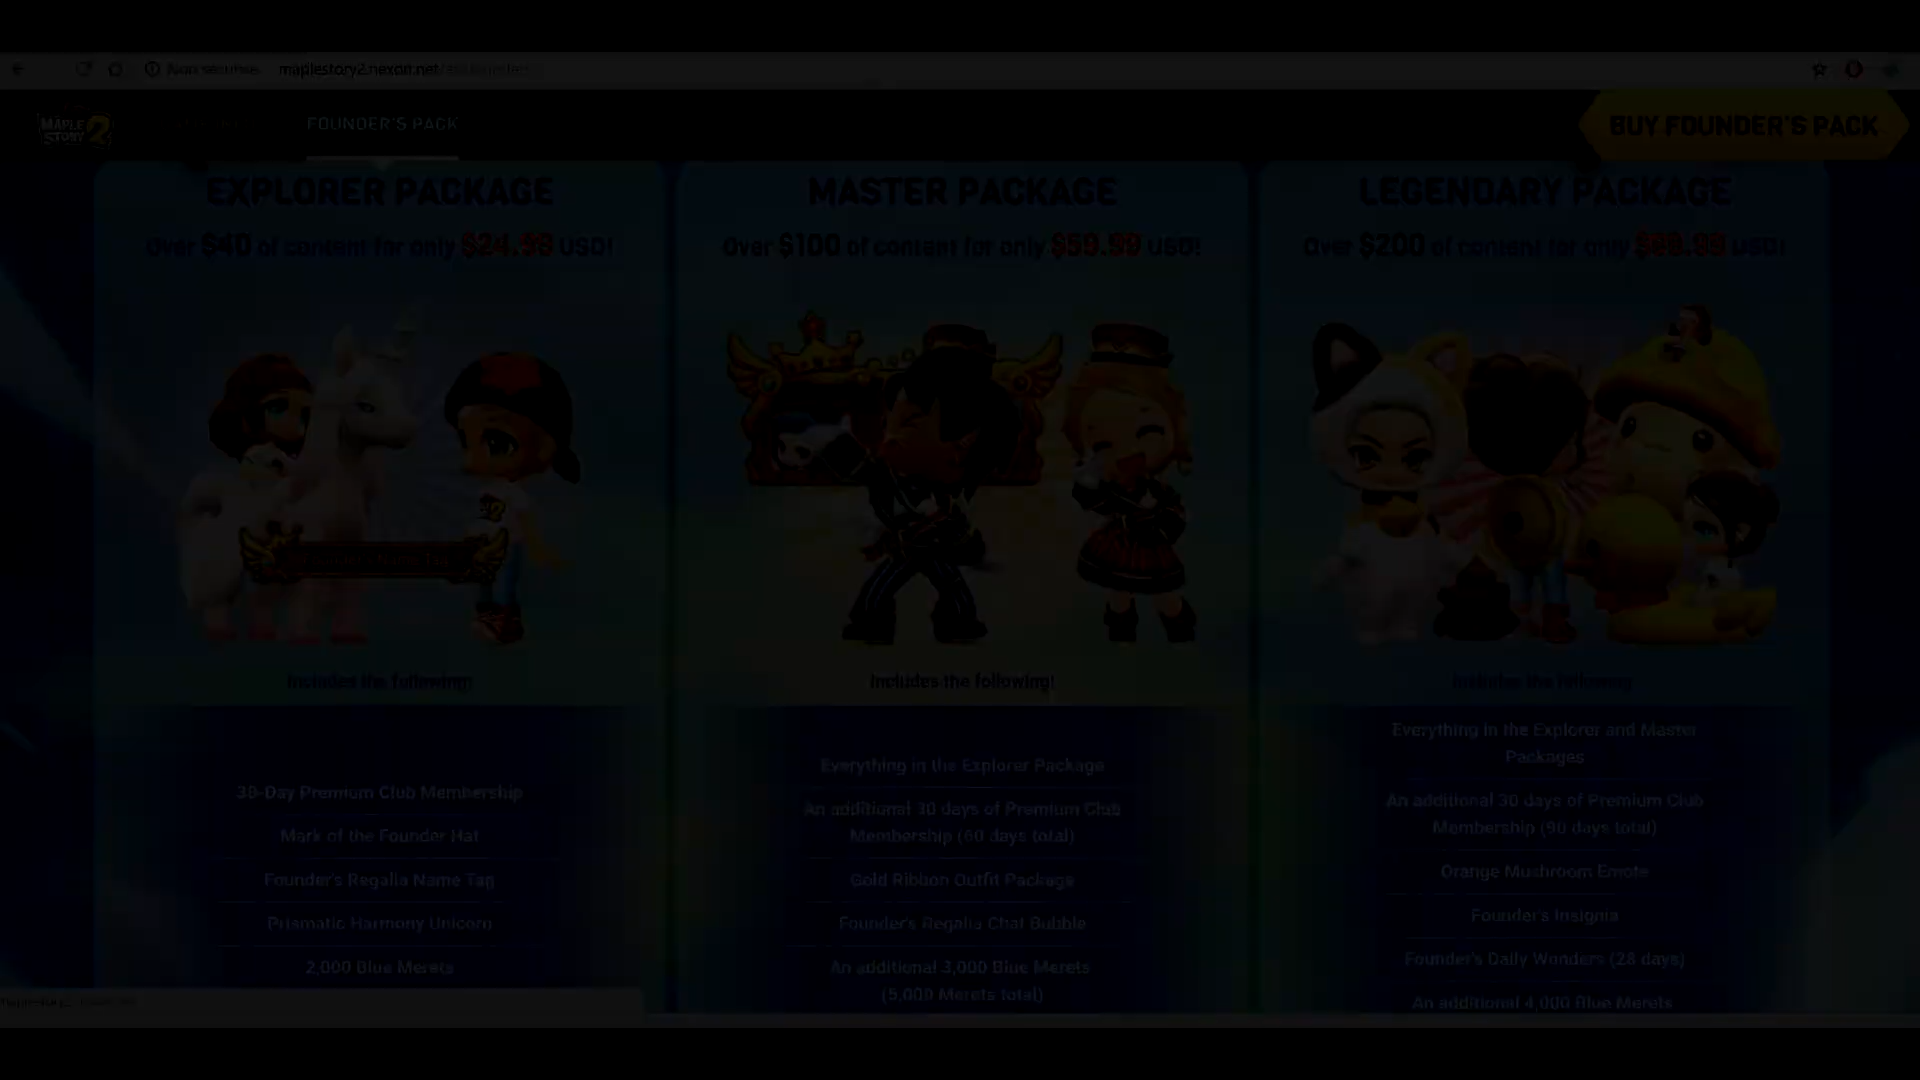 maplestory2.nexon.net/
MAPLE
STORY 2
FOUNDER'S PACK
BUY FOUNDER'S PACK
EXPLORER PACKAGE
Over $40 of content for only $24.99 USD!
Includes the following!
30-Day Premium Club Membership
Mark of the Founder Hat
Founder's Regalia Name Tag
Prismatic Harmony Unicorn
2,000 Blue Merets
MASTER PACKAGE
Over $100 of content for only $59.99 USD!
Includes the following!
Everything in the Explorer Package
An additional 30 days of Premium Club
Membership (60 days total)
Gold Ribbon Outfit Package
Founder's Regalia Chat Bubble
An additional 3,000 Blue Merets
(5,000 Merets total)
LEGENDARY PACKAGE
Over $200 of content for only $99.99 USD!
Includes the following
Everything in the Explorer and Master
Packages
An additional 30 days of Premium Club
Membership (90 days total)
Orange Mushroom Emote
Founder's Insignia
Founder's Daily Wonders (28 days)
An additional 4,000 Blue Merets